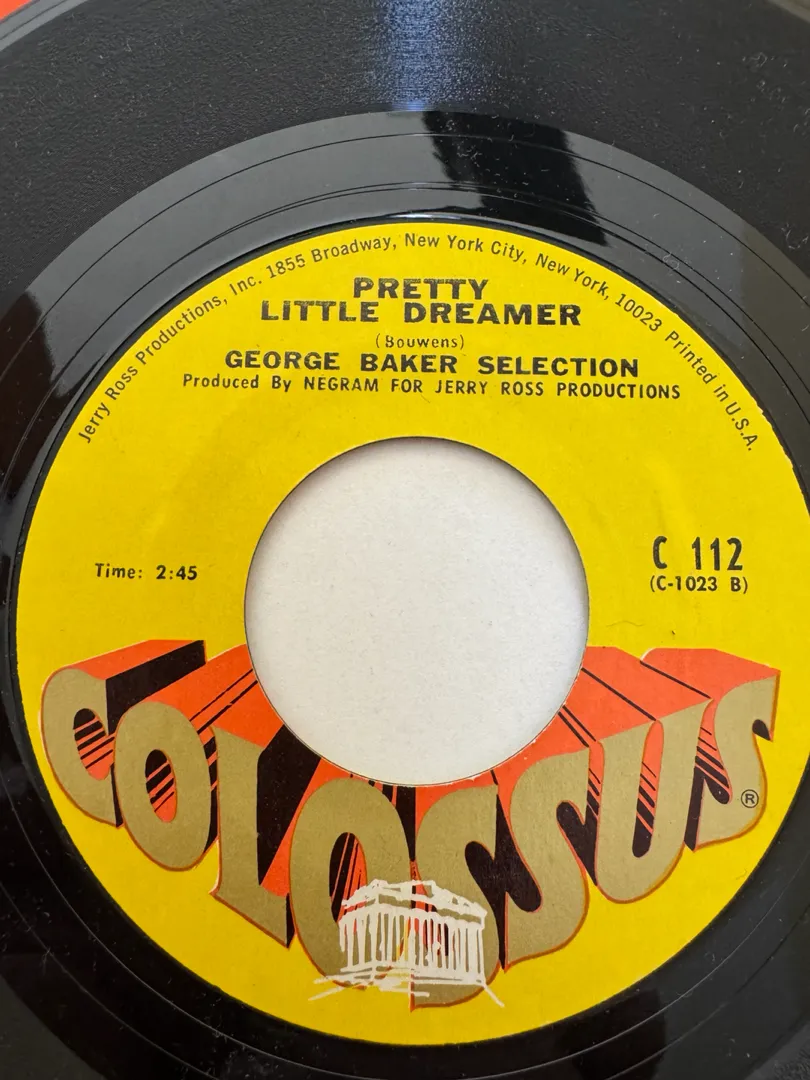 Jerry Ross Productions, Inc. 1855 Broadway, New York City, New York, 10023 Printed in U.S.A.
PRETTY
LITTLE DREAMER
(Bouwens)
GEORGE BAKER SELECTION
Produced By NEGRAM FOR JERRY ROSS PRODUCTIONS
Time: 2:45
C 112
(C-1023 B)
COLOSSUS ®